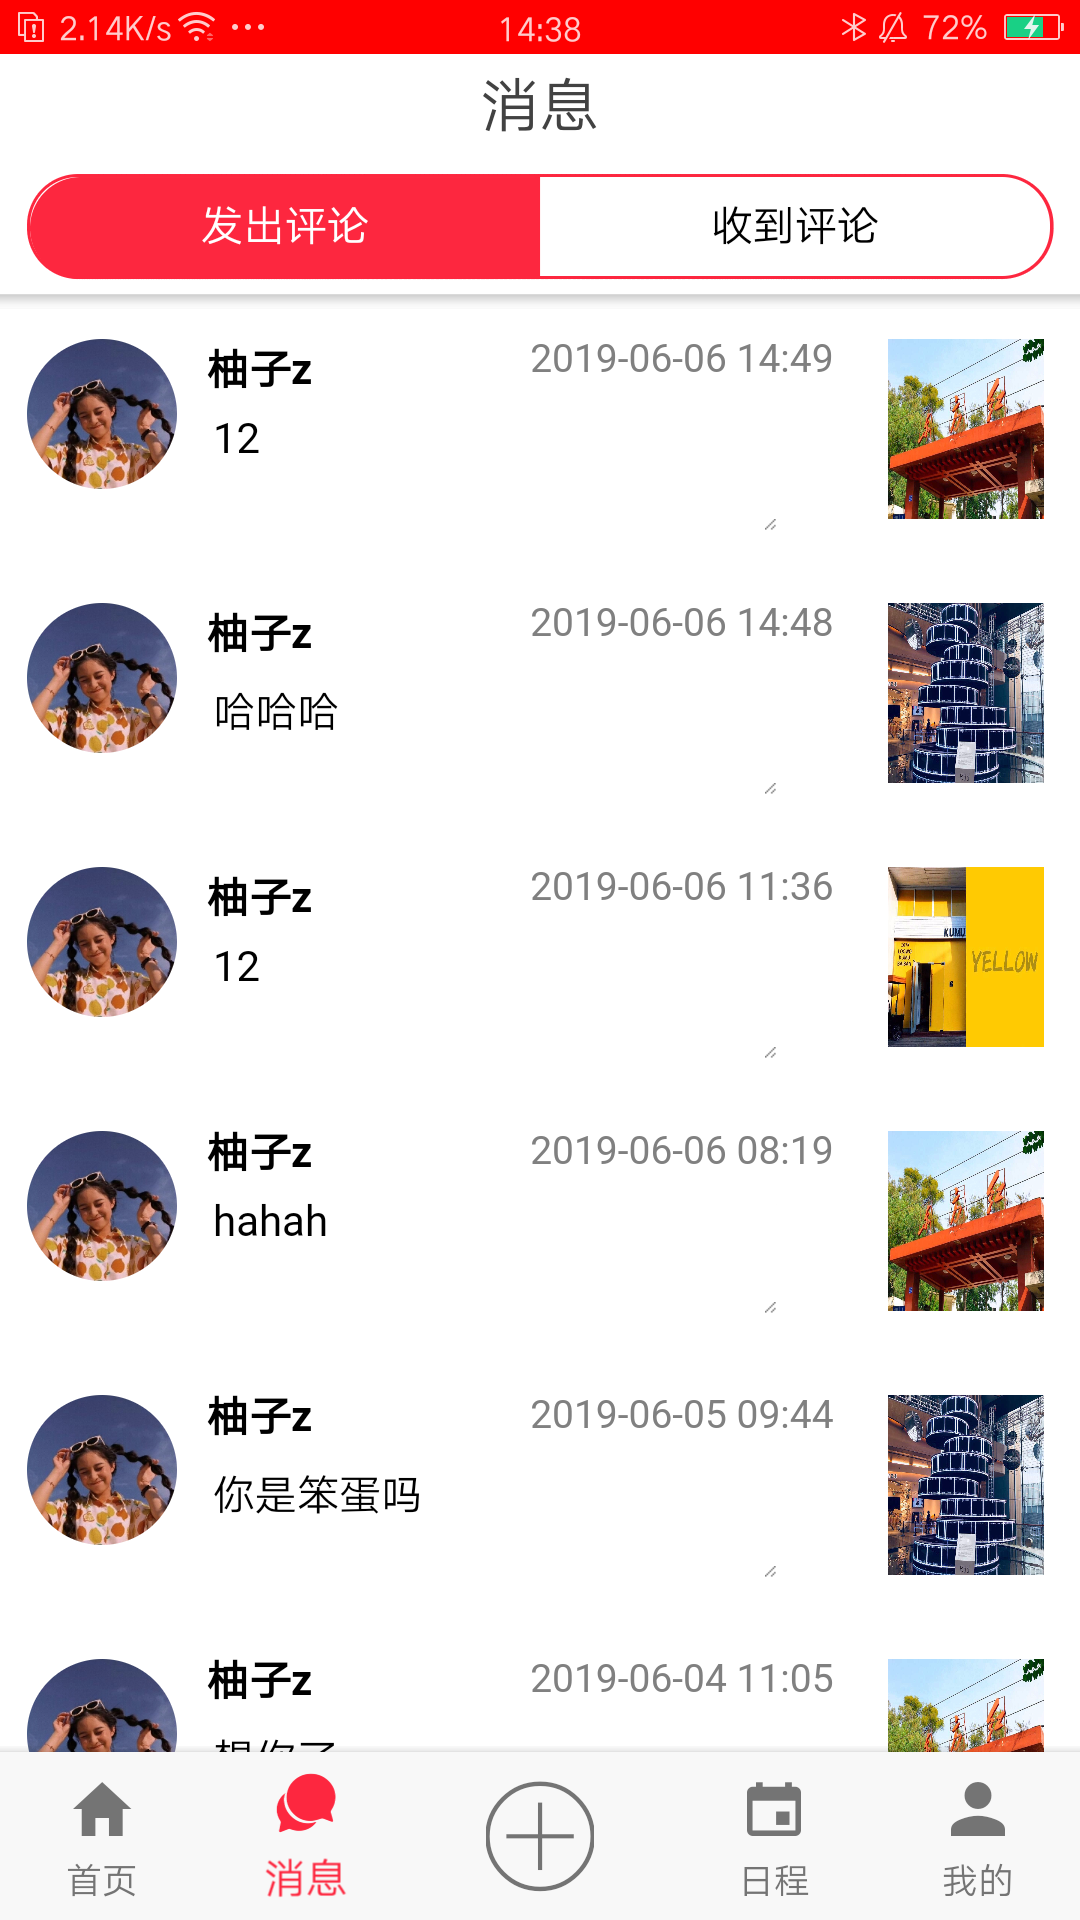 2.14K/s ··· 14:38 72%
消息
发出评论 收到评论
柚子z 2019-06-06 14:49
12
柚子z 2019-06-06 14:48
哈哈哈
柚子z 2019-06-06 11:36
12
KUMU
YELLOW
柚子z 2019-06-06 08:19
hahah
柚子z 2019-06-05 09:44
你是笨蛋吗
柚子z 2019-06-04 11:05
想你了
首页 消息 日程 我的